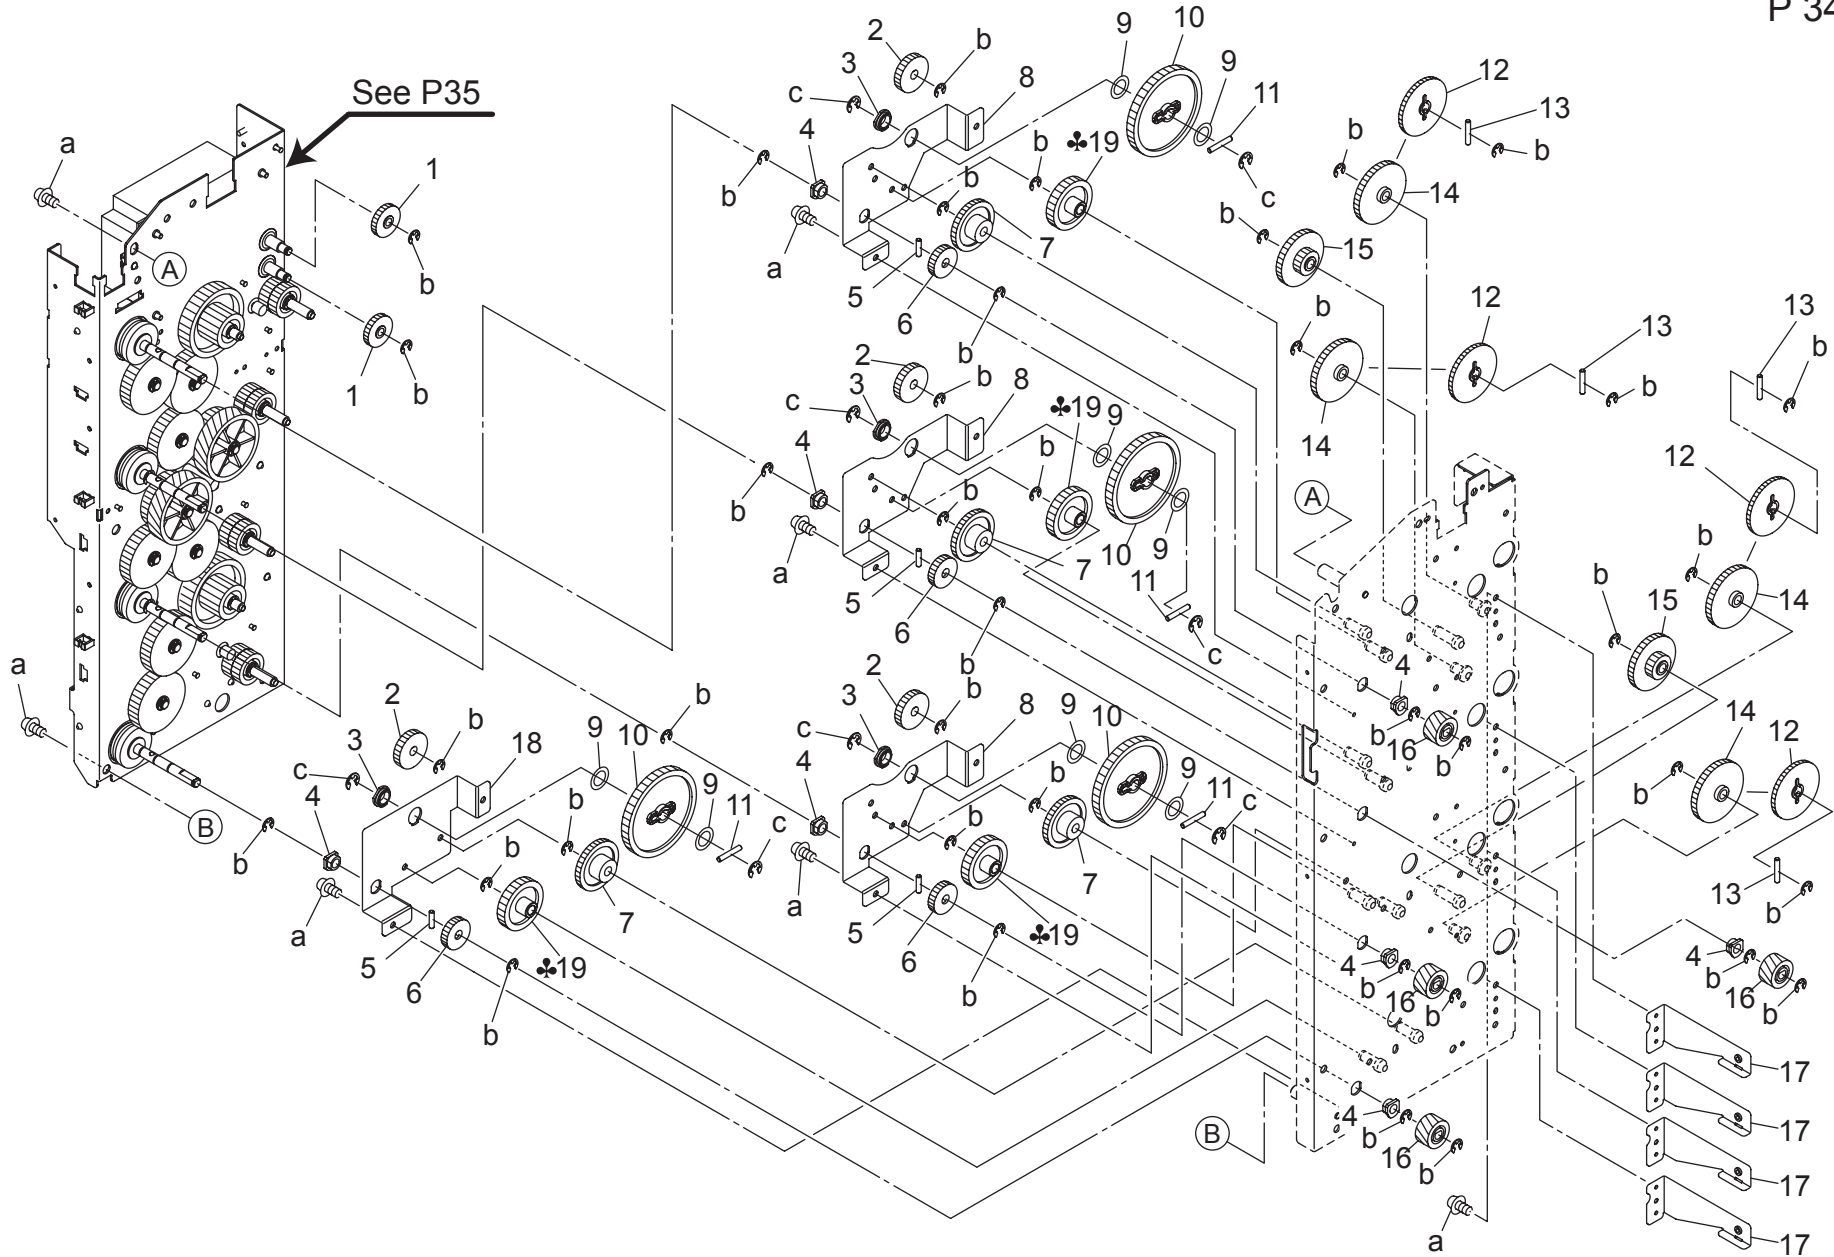 P 34
See P35
9 10
2 b 9 12
3 8 11
c 13
a 4 b ♣19 b b
1 b b c 14
b b 15
A a 7
b 5 12
6 b 13 13
b b b
2 b 8 b
1 b 3 ♣19 9 14
c b 12
4 b A
b b
a 10 9 b
5 7 b 14
11 15
6 c
b 4
a 2 b 8 9 10
2 b 3 14 12
3 18 9 10 c 9 b 16 b
c 4 b 11 b
4 9 11 c
B b b b c b
b a 7 13
a 5 b
5 7 6 ♣19 4 4
♣19 b b b
6 16 b 16 b
b
17
4 b
B 16 b
17
17
a
17